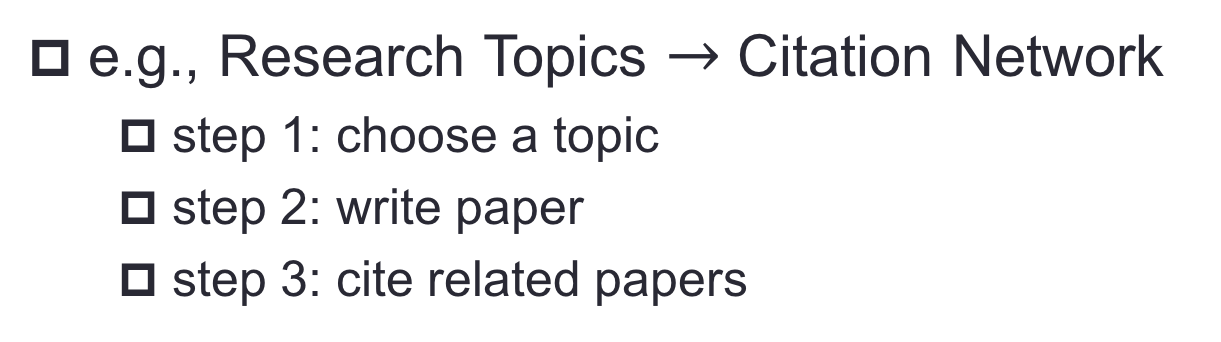 e.g., Research Topics → Citation Network
step 1: choose a topic
step 2: write paper
step 3: cite related papers